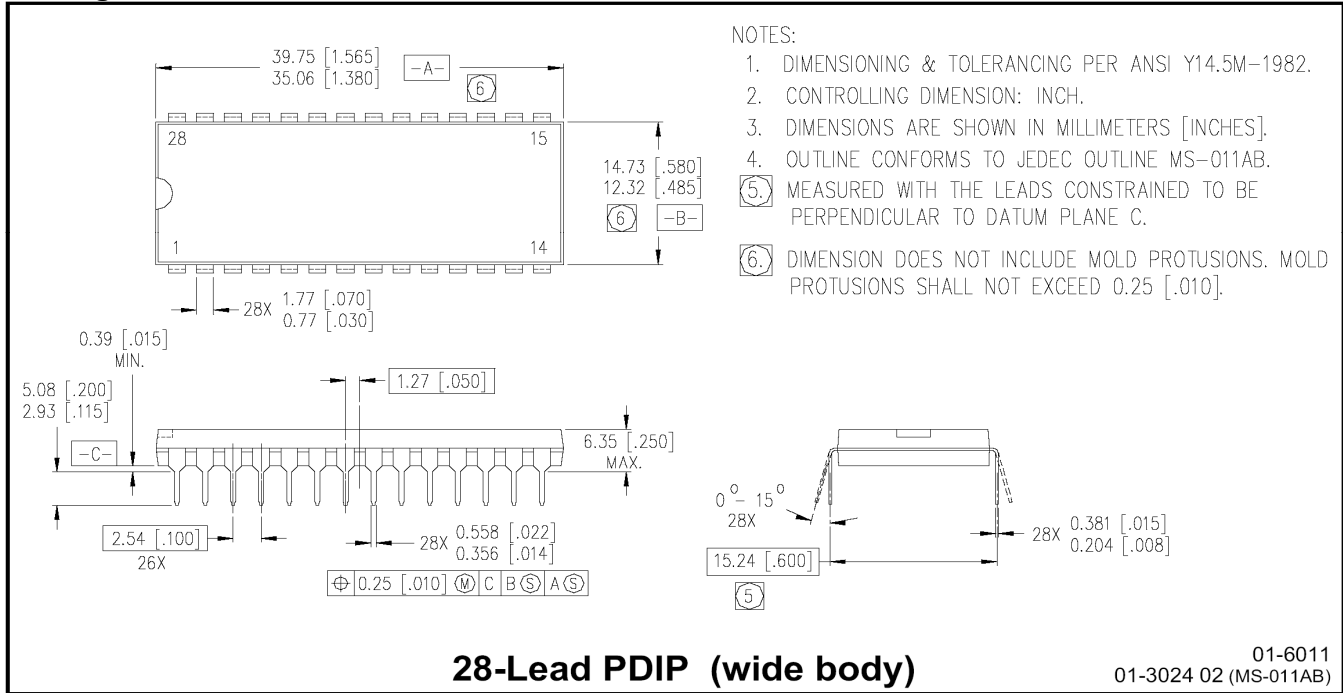 39.75 [1.565]
35.06 [1.380]
-A-
6
28
15
1
14
14.73 [.580]
12.32 [.485]
6
-B-
28X 1.77 [.070]
0.77 [.030]
NOTES:
1. DIMENSIONING & TOLERANCING PER ANSI Y14.5M-1982.
2. CONTROLLING DIMENSION: INCH.
3. DIMENSIONS ARE SHOWN IN MILLIMETERS [INCHES].
4. OUTLINE CONFORMS TO JEDEC OUTLINE MS-011AB.
5. MEASURED WITH THE LEADS CONSTRAINED TO BE
PERPENDICULAR TO DATUM PLANE C.
6. DIMENSION DOES NOT INCLUDE MOLD PROTUSIONS. MOLD
PROTUSIONS SHALL NOT EXCEED 0.25 [.010].
0.39 [.015]
MIN.
5.08 [.200]
2.93 [.115]
-C-
1.27 [.050]
6.35 [.250]
MAX.
2.54 [.100]
26X
28X 0.558 [.022]
0.356 [.014]
⌖ 0.25 [.010] Ⓜ C B Ⓢ A Ⓢ
0° - 15°
28X
15.24 [.600]
5
28X 0.381 [.015]
0.204 [.008]
28-Lead PDIP (wide body)
01-6011
01-3024 02 (MS-011AB)